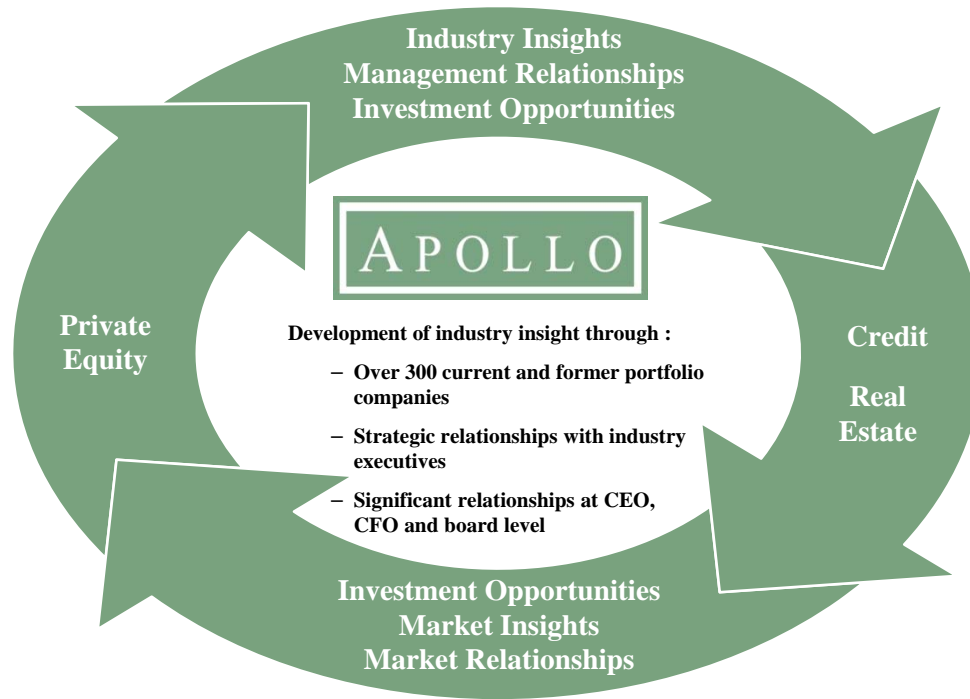 Industry Insights
Management Relationships
Investment Opportunities
APOLLO
Private
Equity
Development of industry insight through :
– Over 300 current and former portfolio
companies
– Strategic relationships with industry
executives
– Significant relationships at CEO,
CFO and board level
Credit
Real
Estate
Investment Opportunities
Market Insights
Market Relationships